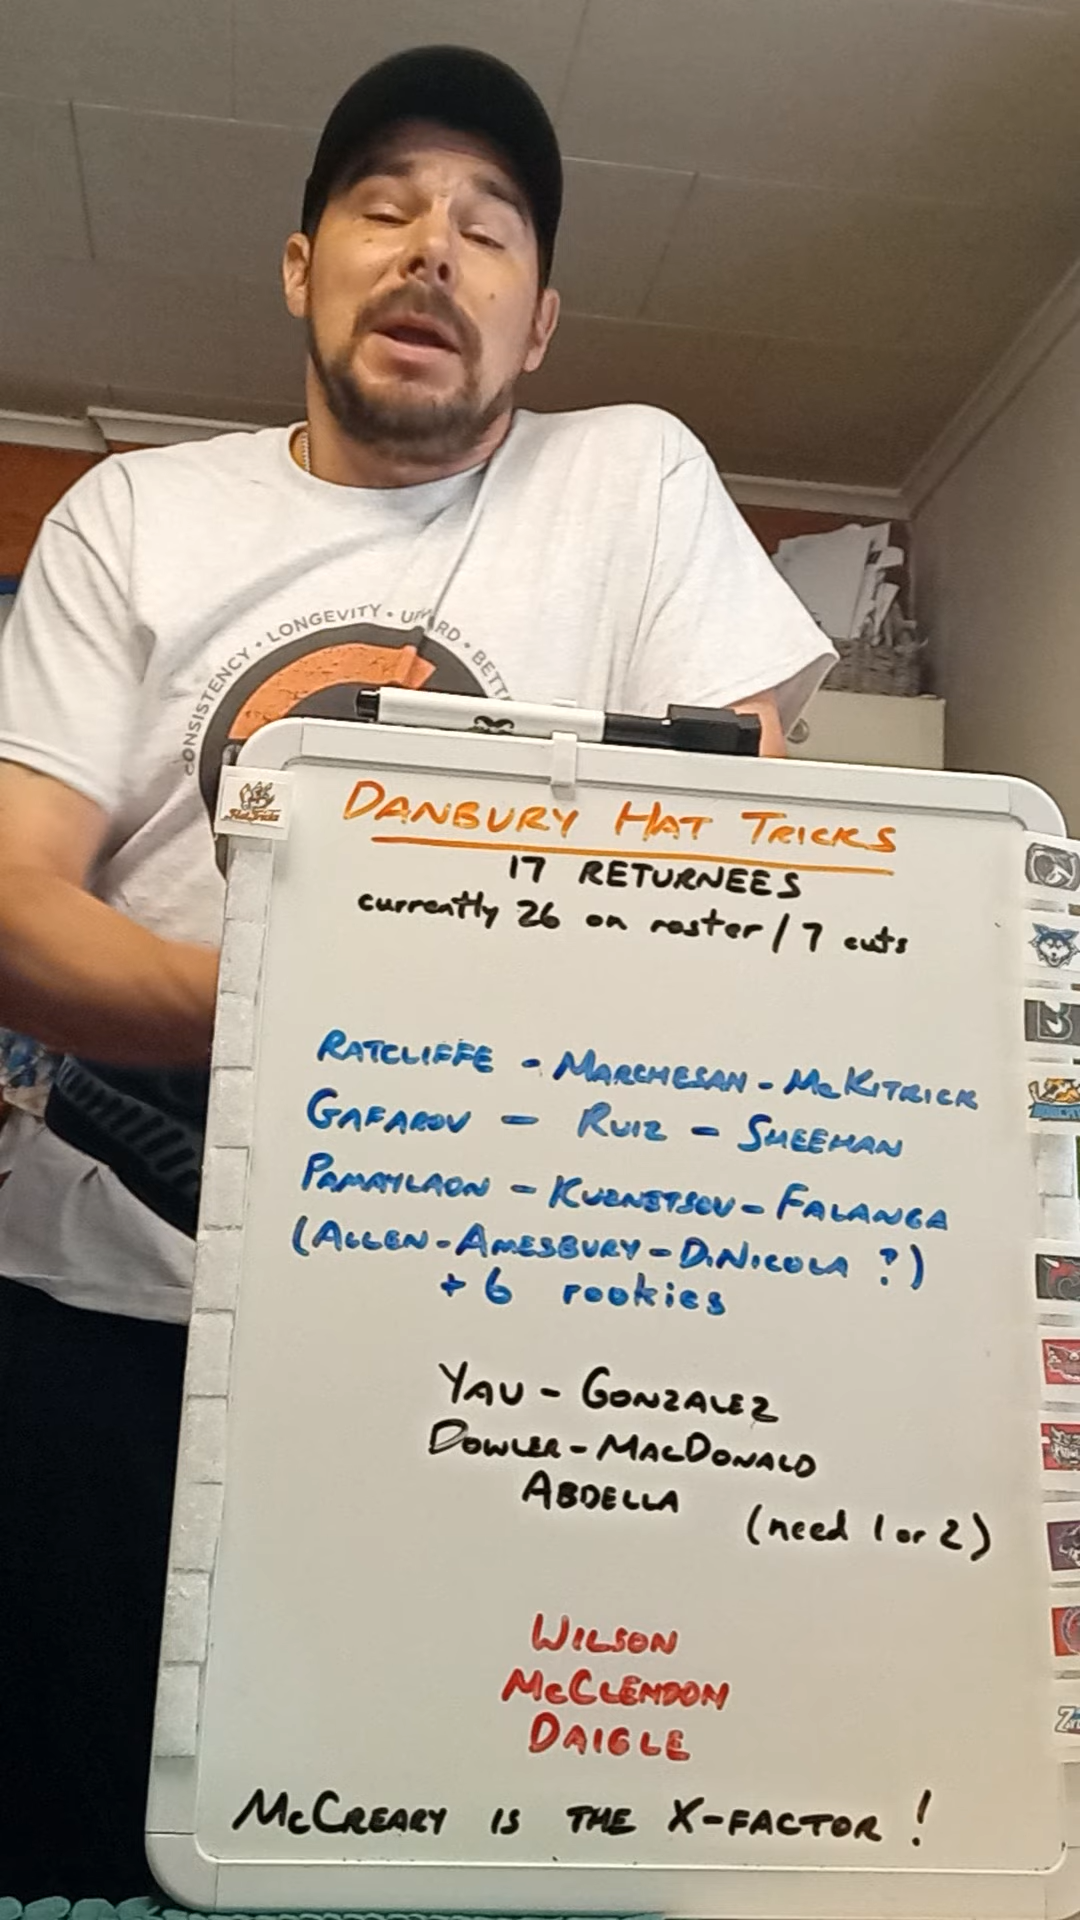 CONSISTENCY • LONGEVITY •
DANBURY HAT TRICKS
17 RETURNEES
currently 26 on roster / 7 cuts
RATCLIFFE - MARCHESAN - McKITRICK
GAFAROV - RUIZ - SHEEHAN
PAMAYLAON - KUZNETSOV - FALANGA
(ALLEN - AMESBURY - DiNICOLA ?)
+ 6 rookies
YAU - GONZALEZ
DOWLER - MACDONALD
ABDELLA
(need 1 or 2)
WILSON
McCLENDON
DAIGLE
McCREARY IS THE X-FACTOR !